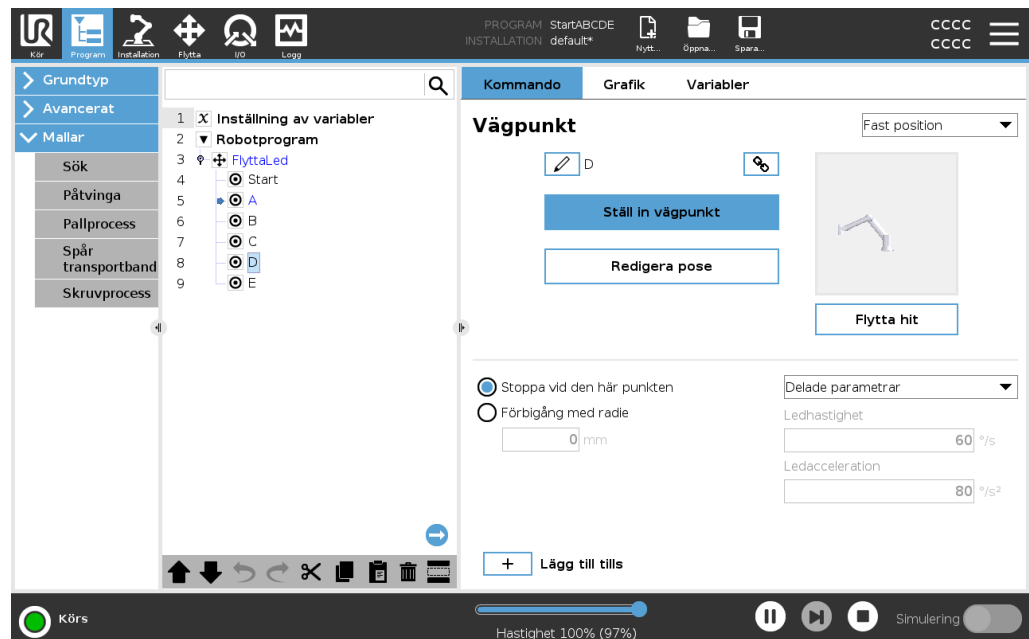 PROGRAM StartABCDE
INSTALLATION default*
UR
Kör
Program
Installation
Flytta
I/O
Logg
Nytt...
Öppna...
Spara...
CCCC
CCCC
Grundtyp
Avancerat
Mallar
Sök
Påtvinga
Pallprocess
Spår
transportband
Skruvprocess
1 X Inställning av variabler
2 Robotprogram
3 FlyttaLed
4 Start
5 A
6 B
7 C
8 D
9 E
Kommando Grafik Variabler
Vägpunkt
Fast position
D
Ställ in vägpunkt
Redigera pose
Flytta hit
Stoppa vid den här punkten
Förbigång med radie
0 mm
Delade parametrar
Ledhastighet
60 °/s
Ledacceleration
80 °/s²
+ Lägg till tills
Körs
Hastighet 100% (97%)
Simulering